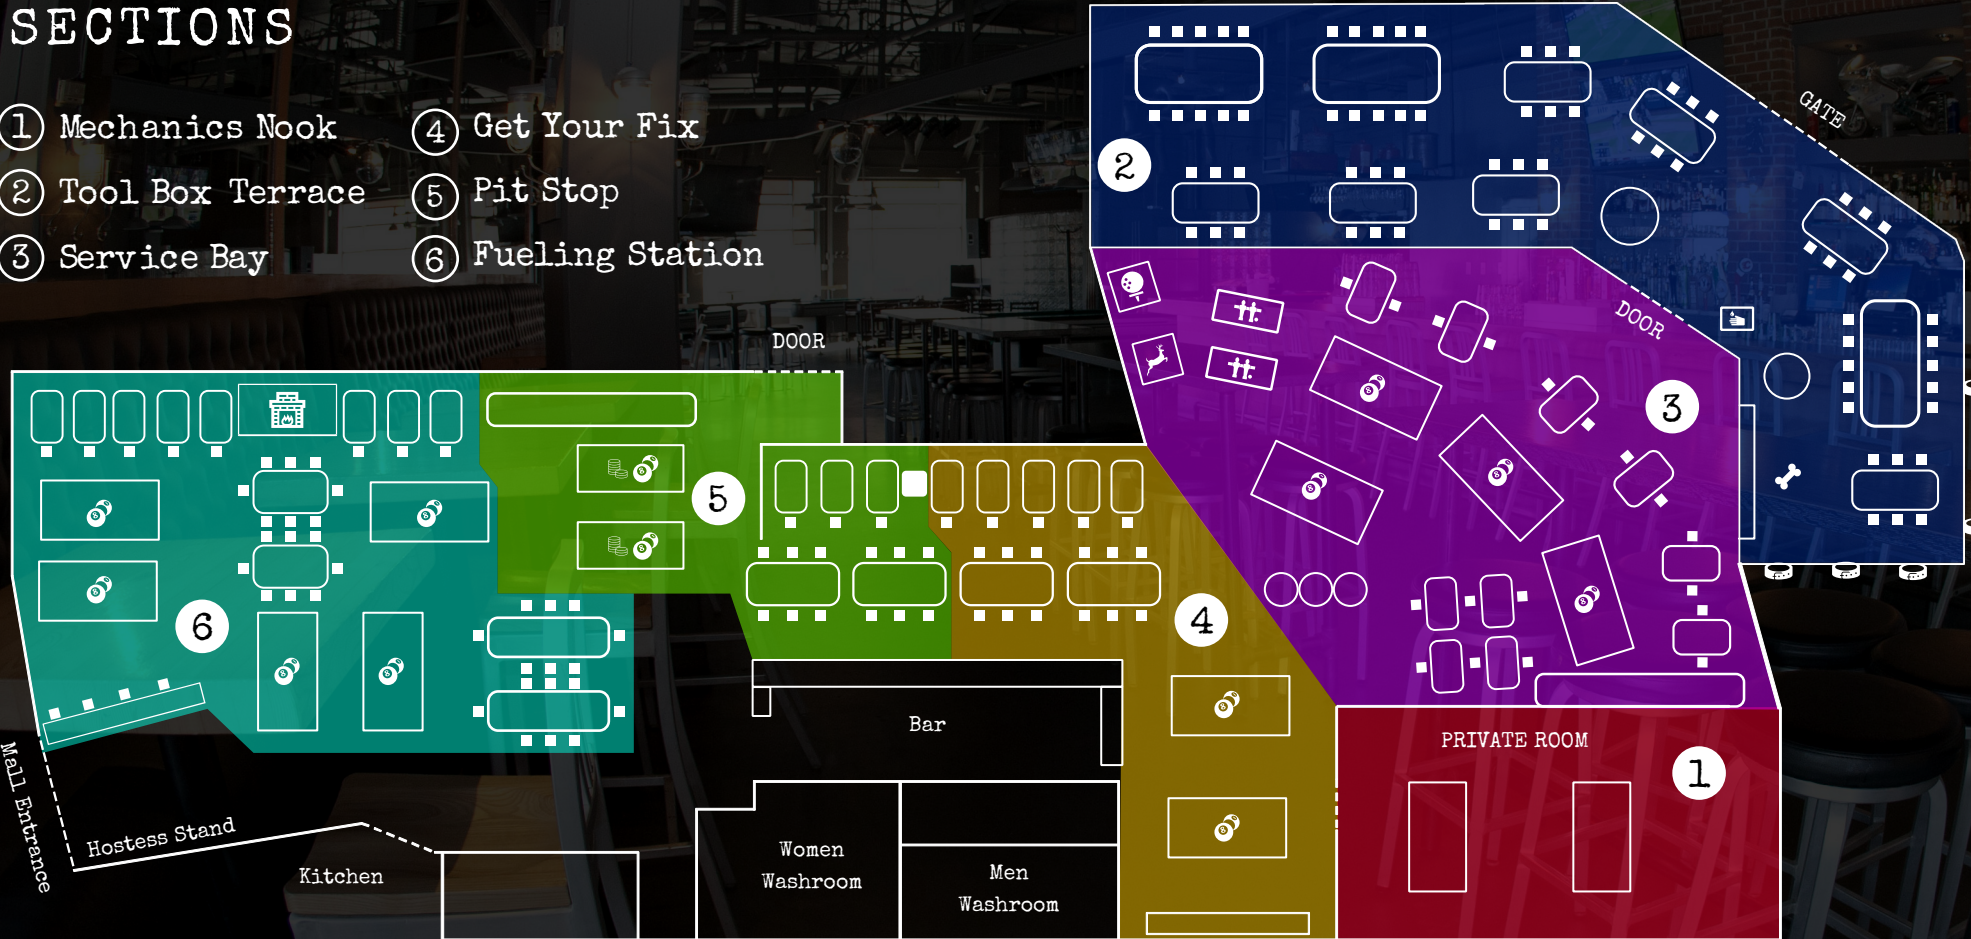 SECTIONS
1 Mechanics Nook
2 Tool Box Terrace
3 Service Bay
4 Get Your Fix
5 Pit Stop
6 Fueling Station
GATE
2
DOOR
DOOR
3
5
6
4
Bar
PRIVATE ROOM
1
Mall Entrance
Hostess Stand
Kitchen
Women
Washroom
Men
Washroom